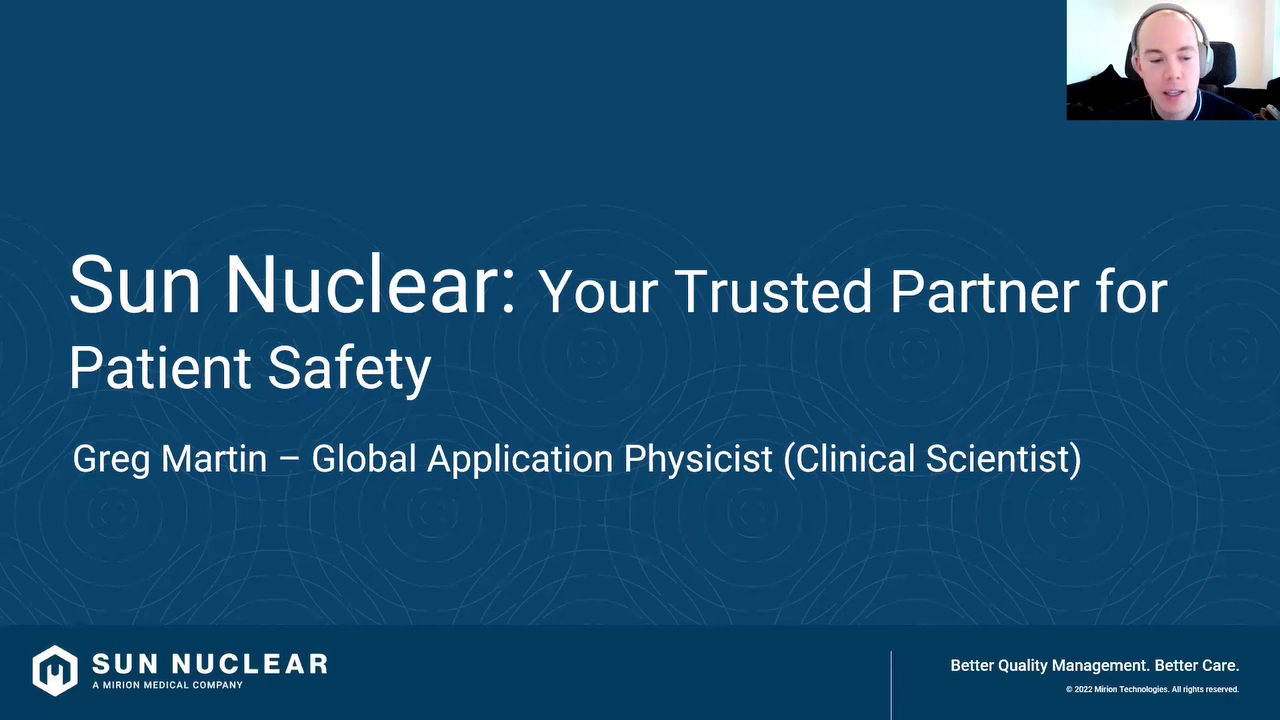 Sun Nuclear: Your Trusted Partner for
Patient Safety
Greg Martin – Global Application Physicist (Clinical Scientist)
SUN NUCLEAR
A MIRION MEDICAL COMPANY
Better Quality Management. Better Care.
© 2022 Mirion Technologies. All rights reserved.